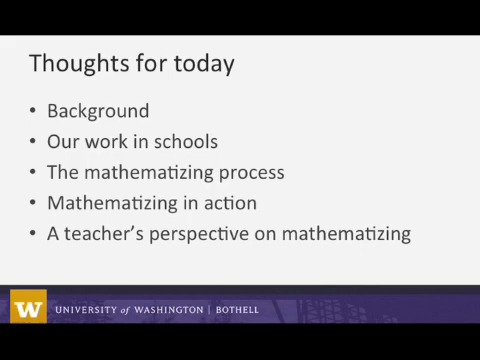 Thoughts for today
• Background
• Our work in schools
• The mathematizing process
• Mathematizing in action
• A teacher's perspective on mathematizing
W UNIVERSITY of WASHINGTON | BOTHELL